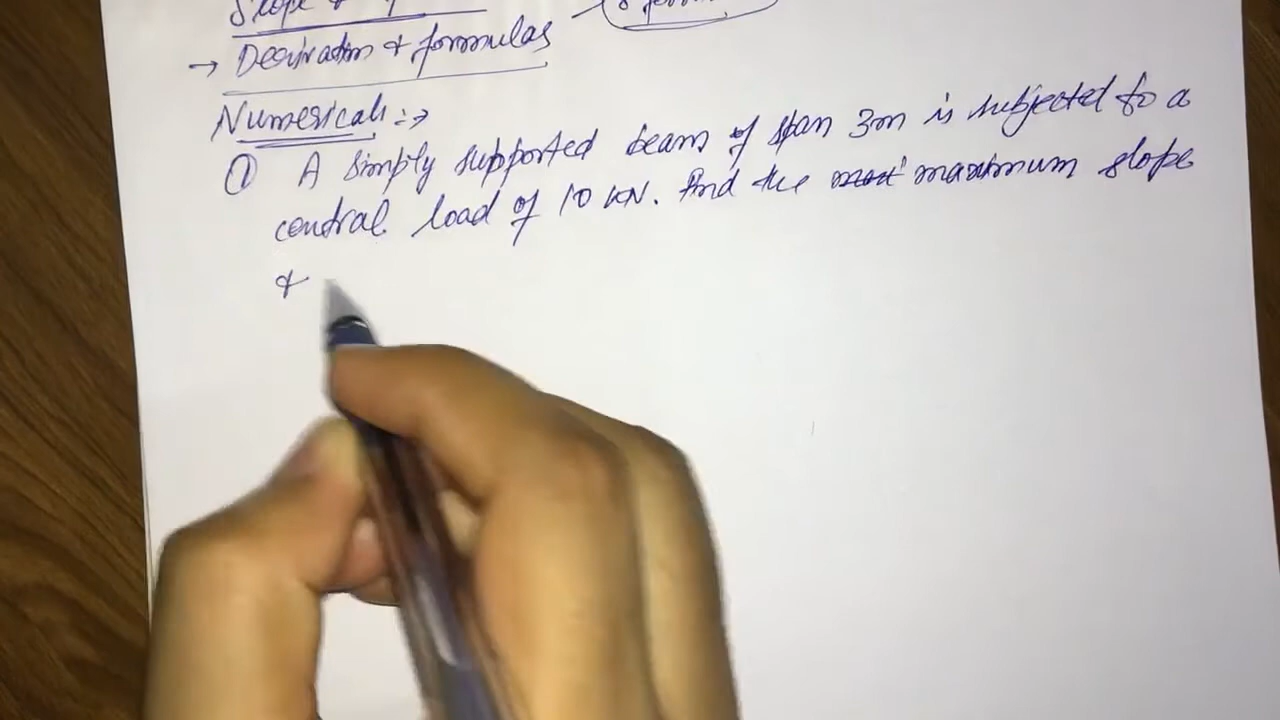 Slope &
→ Derivation & formulas
Numericals :→
① A simply supported beam of span 3m is subjected to a
central load of 10 kN. Find the maximum slope
&